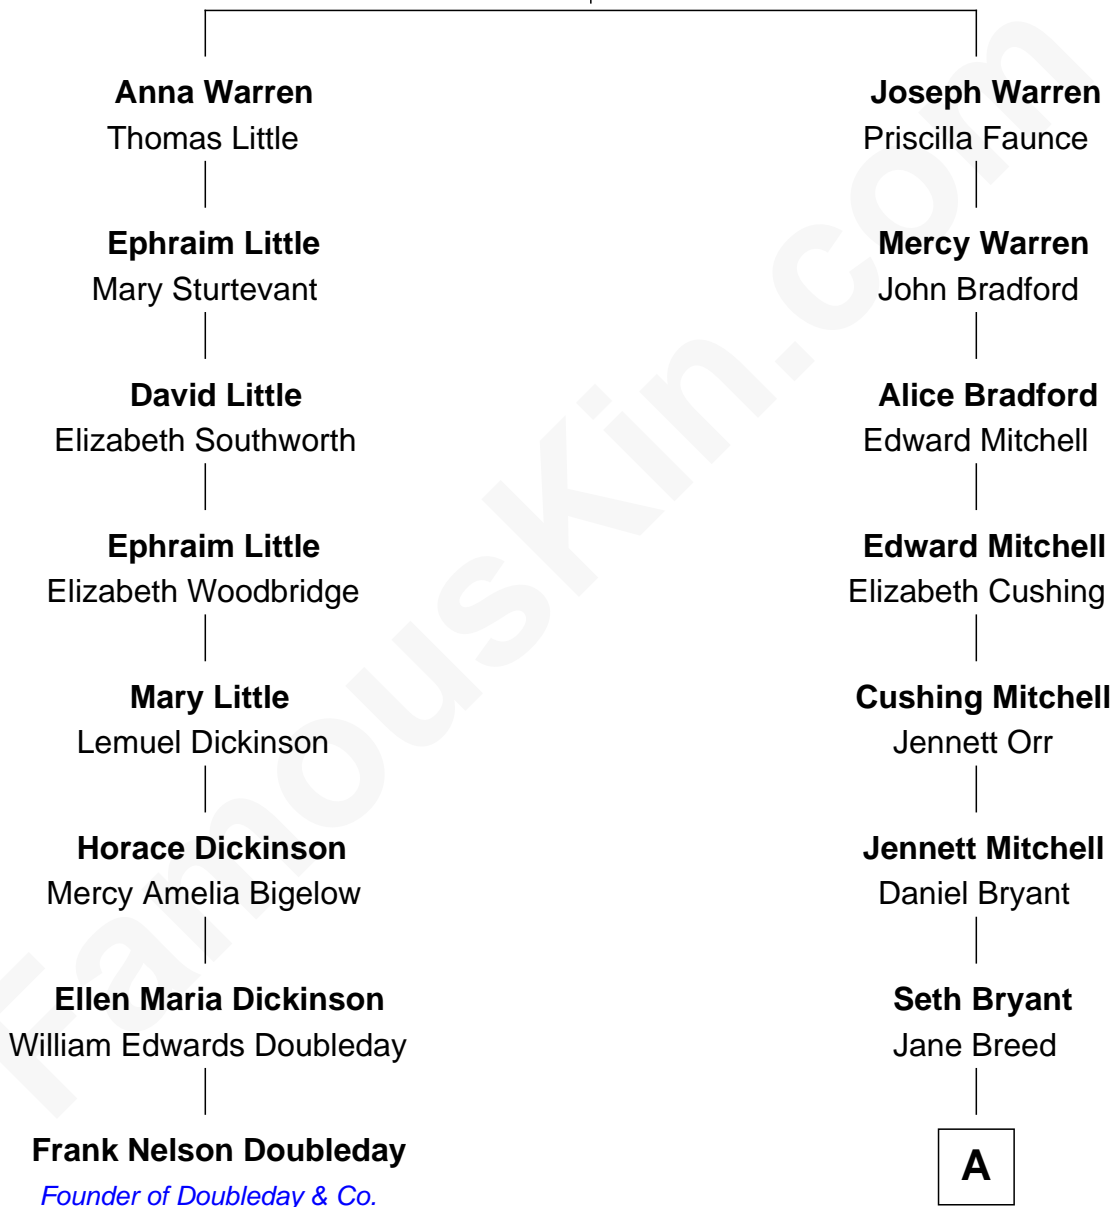 Anna Warren
Thomas Little
Ephraim Little
Mary Sturtevant
David Little
Elizabeth Southworth
Ephraim Little
Elizabeth Woodbridge
Mary Little
Lemuel Dickinson
Horace Dickinson
Mercy Amelia Bigelow
Ellen Maria Dickinson
William Edwards Doubleday
Frank Nelson Doubleday
Founder of Doubleday & Co.
Joseph Warren
Priscilla Faunce
Mercy Warren
John Bradford
Alice Bradford
Edward Mitchell
Edward Mitchell
Elizabeth Cushing
Cushing Mitchell
Jennett Orr
Jennett Mitchell
Daniel Bryant
Seth Bryant
Jane Breed
A
FamousKin.com